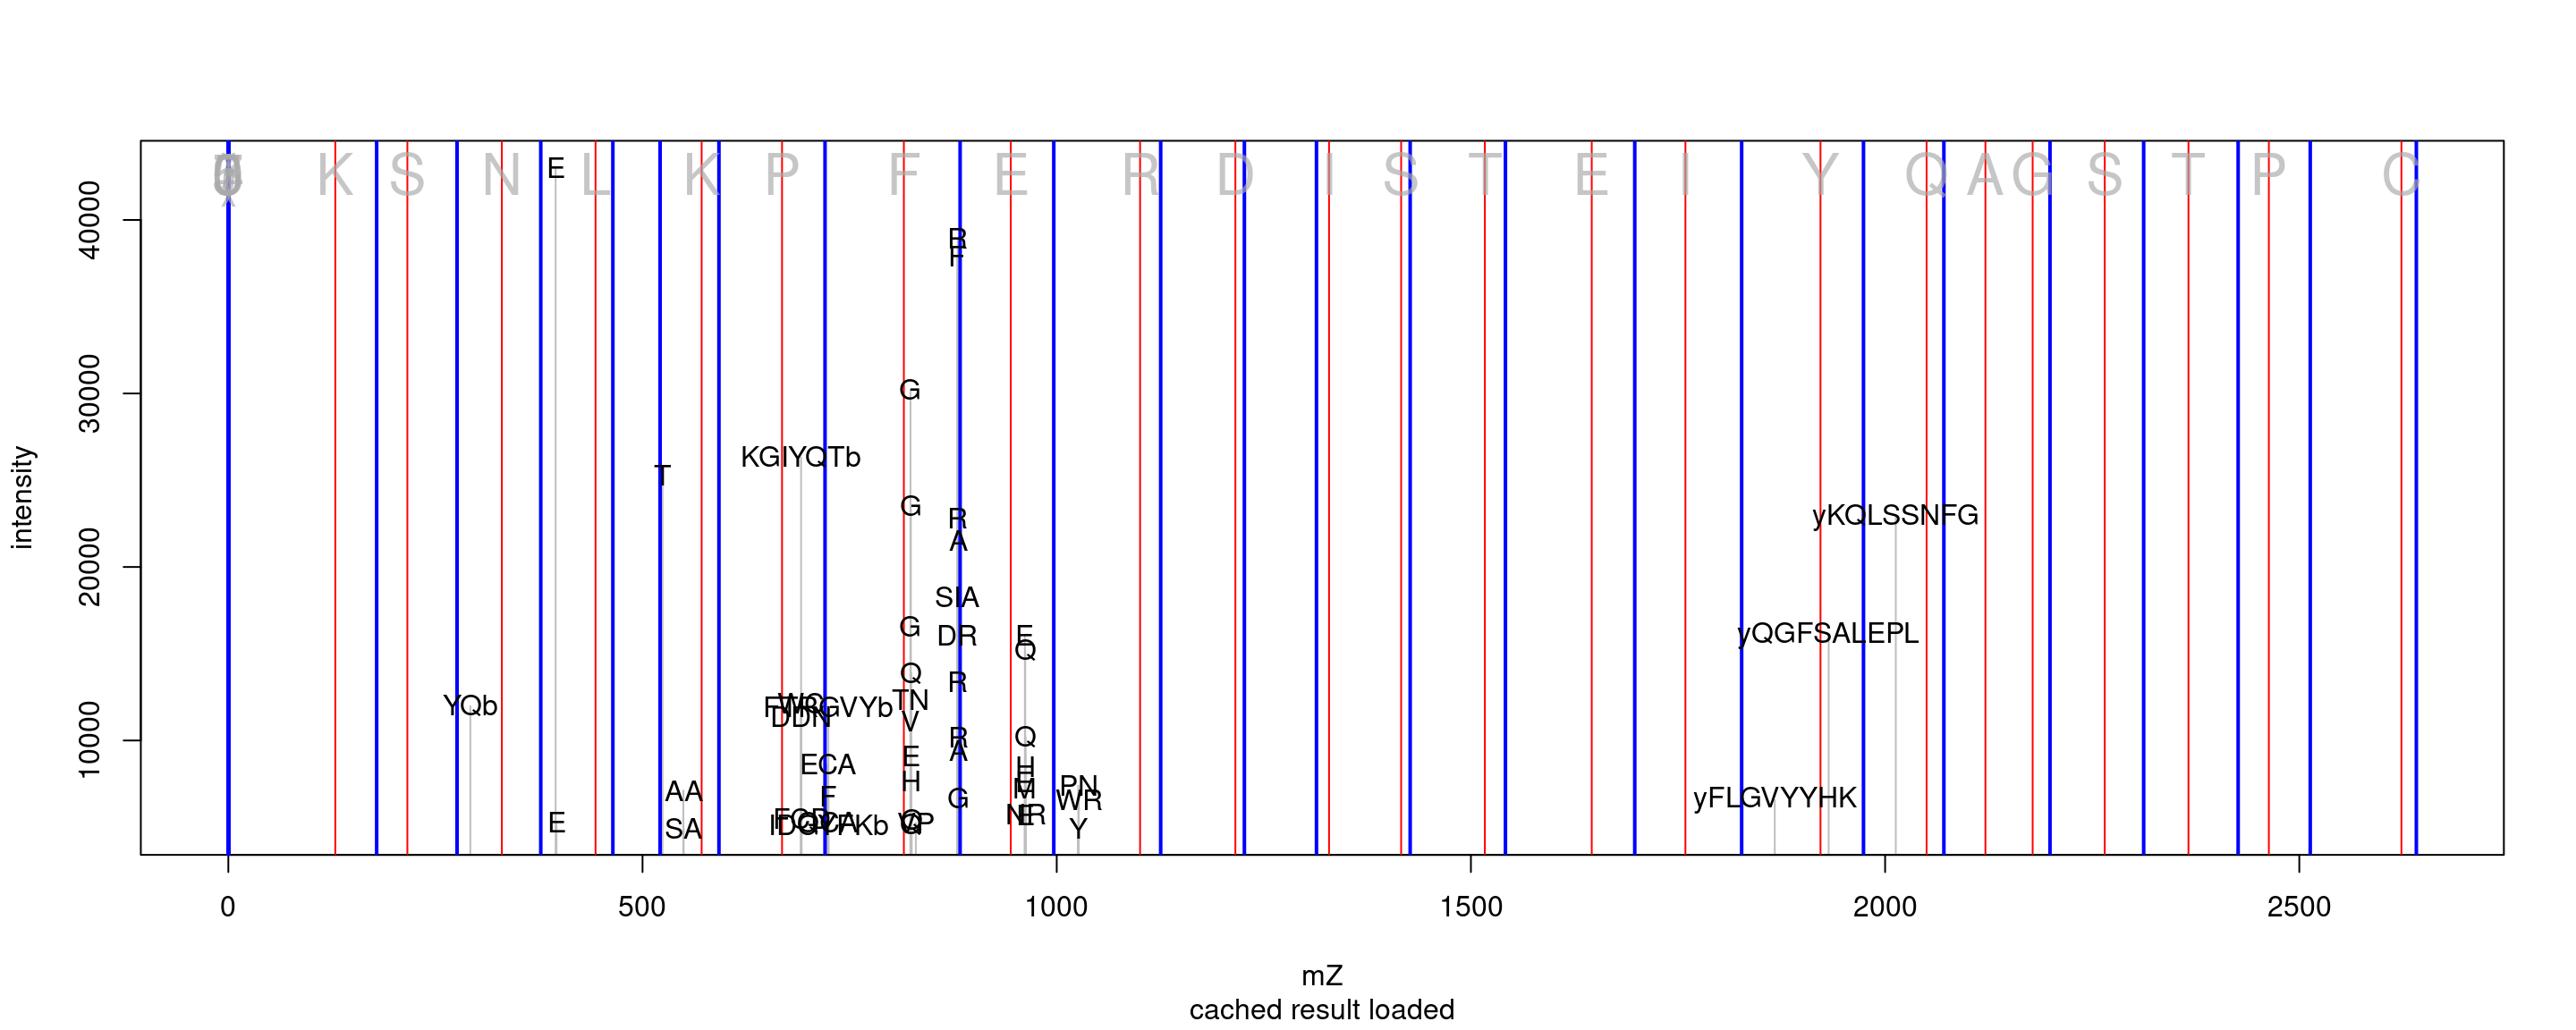 K S N L K P F E R D I S T E I Y Q A G S T P C
E
R
F
G
KGIYQTb
T
G
yKQLSSNFG
R
A
SIA
G
DR
E
yQGFSALEPL
Q
Q
R
YQb
TN
V
R
Q
A
E
ECA
H
H
M
PN
AA
F
G
WR
yFLGVYYHK
E
SA
Y
intensity
10000
20000
30000
40000
0 500 1000 1500 2000 2500
mZ
cached result loaded